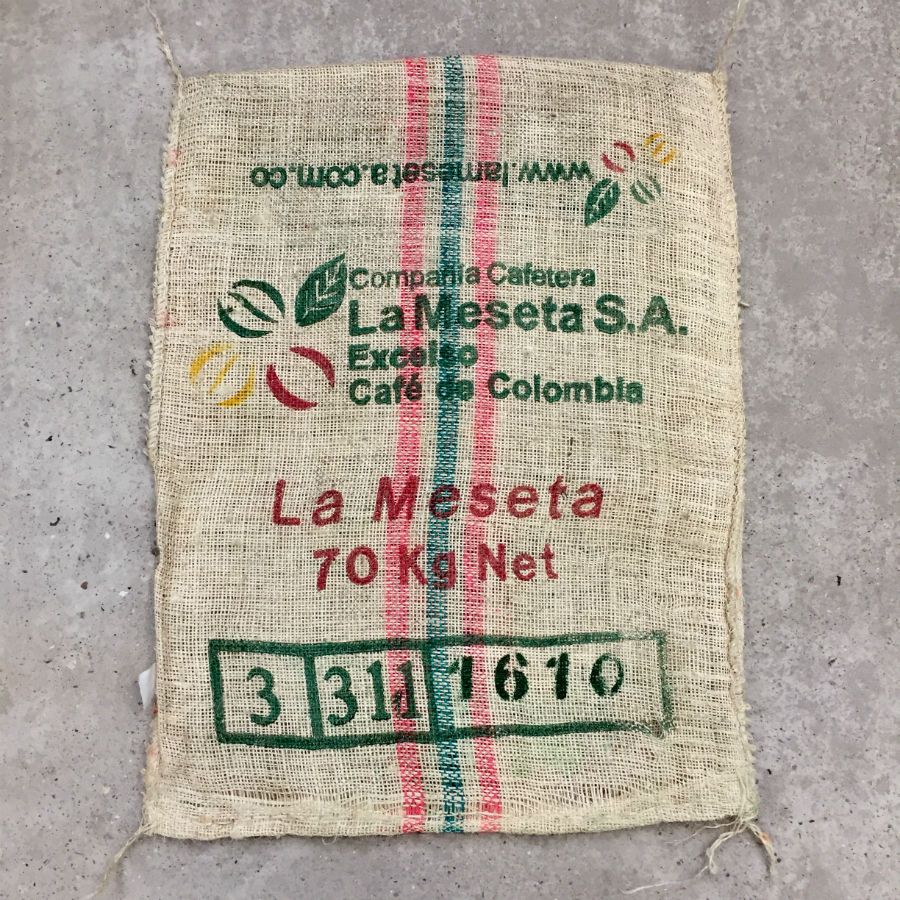 www.lameseta.com.co
Compañia Cafetera
La Meseta S.A.
Excelso
Café de Colombia
La Meseta
70 Kg Net
3 311 1610